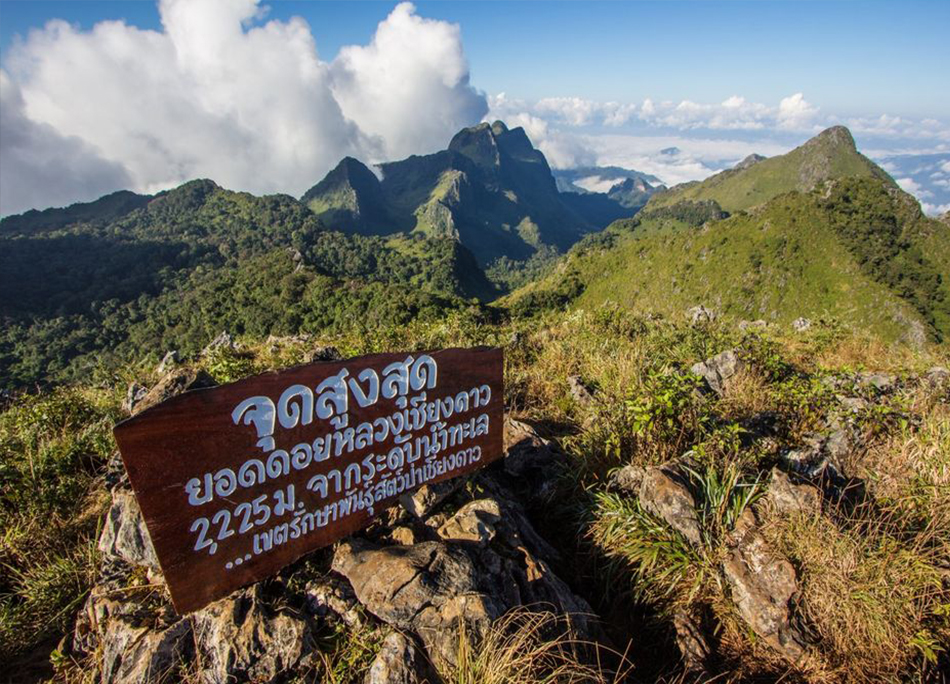 จุดสูงสุด
ยอดดอยหลวงเชียงดาว
2,225 ม. จากระดับน้ำทะเล
...เขตรักษาพันธุ์สัตว์ป่าเชียงดาว